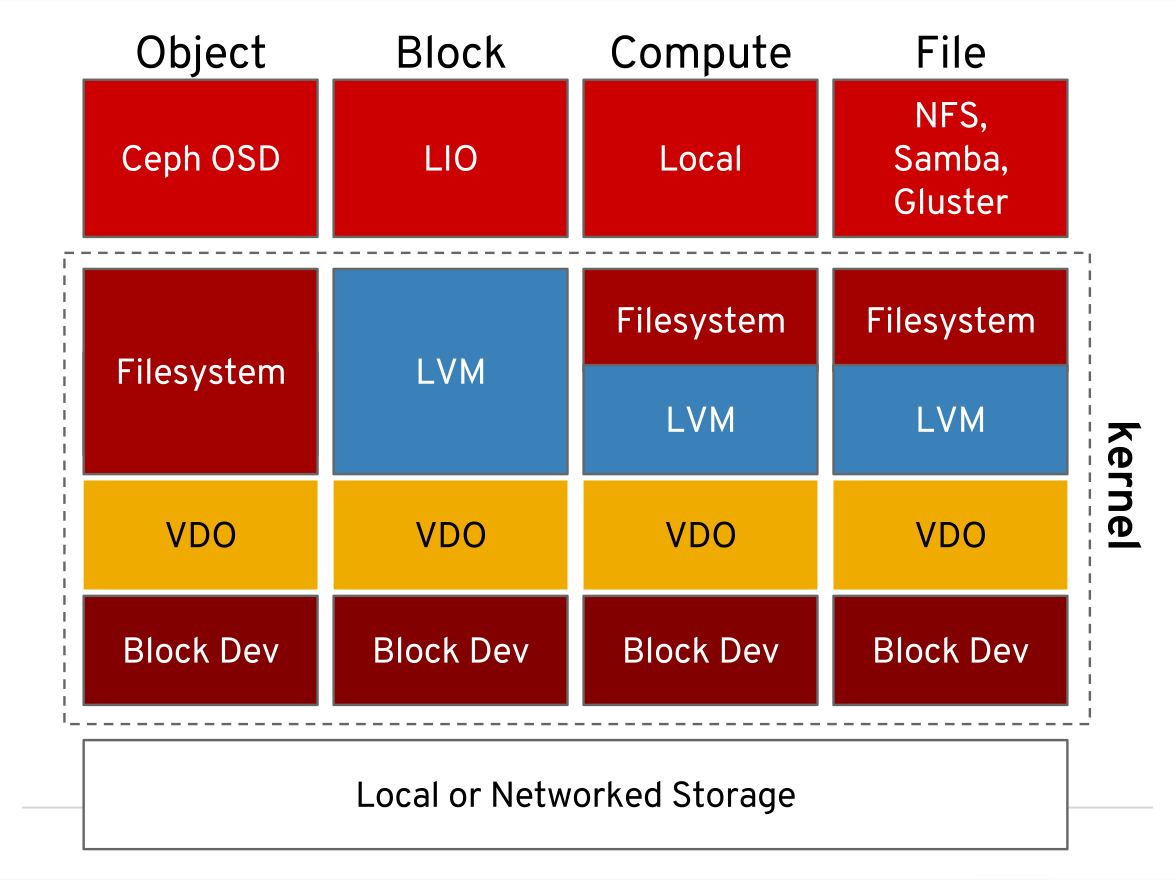 Object
Block
Compute
File
Ceph OSD
LIO
Local
NFS,
Samba,
Gluster
Filesystem
LVM
Filesystem
Filesystem
LVM
LVM
VDO
VDO
VDO
VDO
Block Dev
Block Dev
Block Dev
Block Dev
kernel
Local or Networked Storage